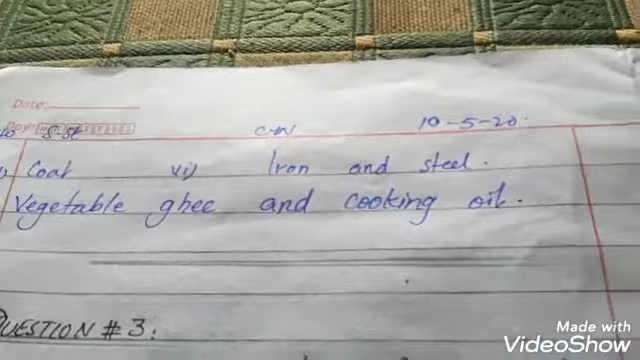 Date:
Day: M T W T F S S
S-st C-W 10-5-20.
) Coal vi) Iron and steel.
Vegetable ghee and cooking oil.
QUESTION # 3:
Made with
VideoShow